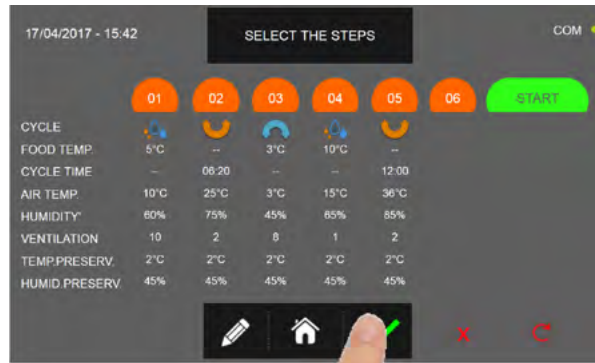 17/04/2017 - 15:42 SELECT THE STEPS COM
01 02 03 04 05 06 START
CYCLE
FOOD TEMP. 5°C -- 3°C 10°C --
CYCLE TIME -- 06:20 -- -- 12:00
AIR TEMP. 10°C 25°C 3°C 15°C 36°C
HUMIDITY' 60% 75% 45% 65% 85%
VENTILATION 10 2 8 1 2
TEMP.PRESERV. 2°C 2°C 2°C 2°C 2°C
HUMID.PRESERV. 45% 45% 45% 45% 45%